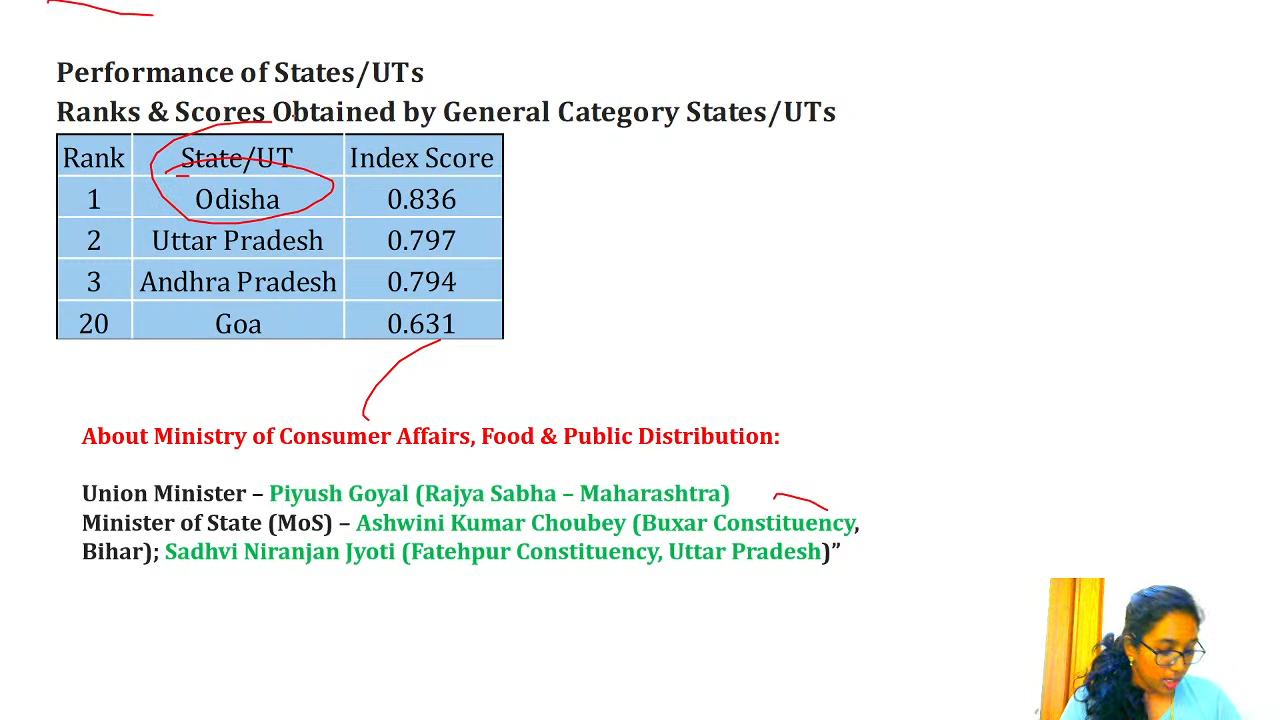 Performance of States/UTs
Ranks & Scores Obtained by General Category States/UTs
Rank State/UT Index Score
1 Odisha 0.836
2 Uttar Pradesh 0.797
3 Andhra Pradesh 0.794
20 Goa 0.631
About Ministry of Consumer Affairs, Food & Public Distribution:
Union Minister – Piyush Goyal (Rajya Sabha – Maharashtra)
Minister of State (MoS) – Ashwini Kumar Choubey (Buxar Constituency,
Bihar); Sadhvi Niranjan Jyoti (Fatehpur Constituency, Uttar Pradesh)”